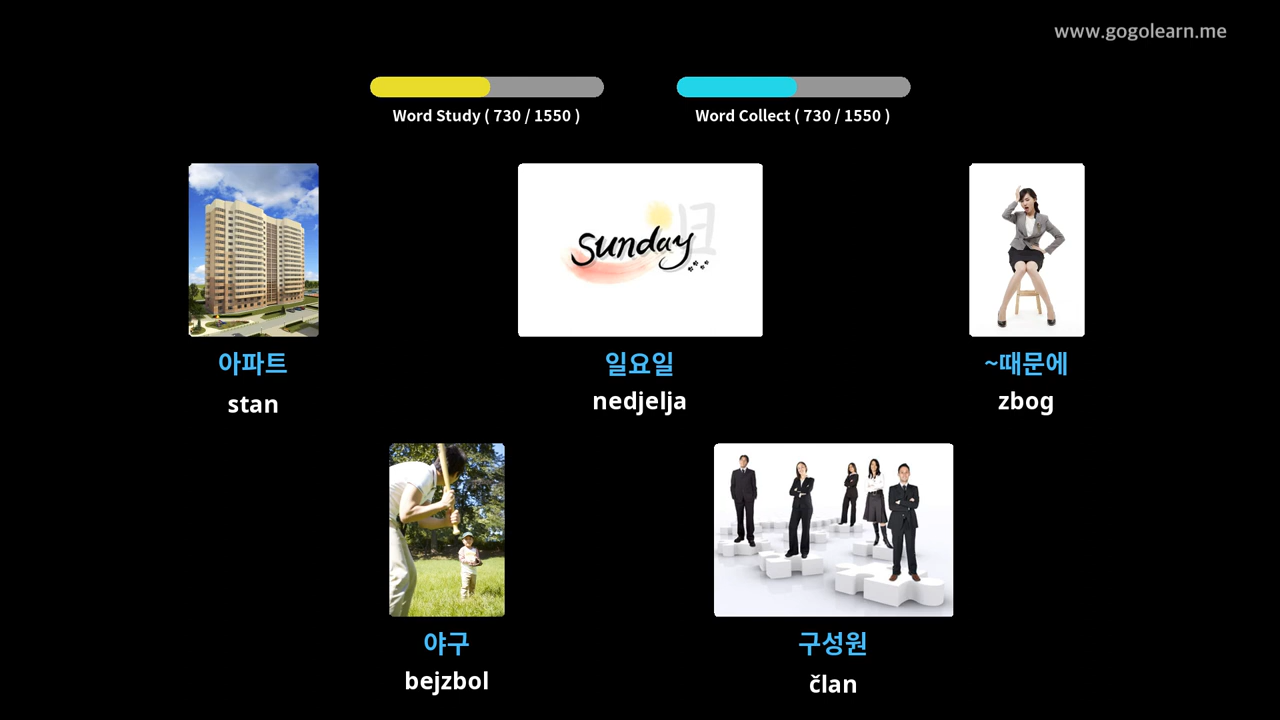 www.gogolearn.me
Word Study ( 730 / 1550 )
Word Collect ( 730 / 1550 )
Sunday
日
아파트
stan
일요일
nedjelja
~때문에
zbog
야구
bejzbol
구성원
član